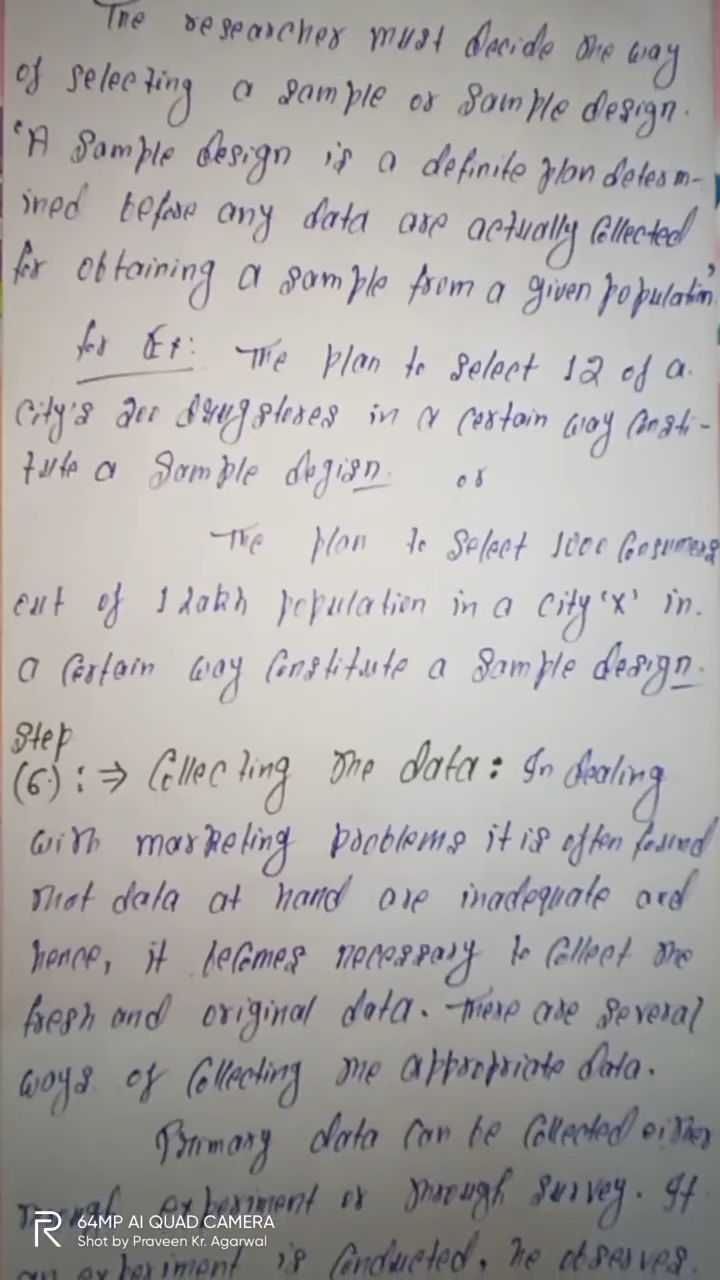 The researcher must decide the way
of selecting a sample or sample design.
"A sample design is a definite plan determ-
ined before any data are actually collected
for obtaining a sample from a given population"
for Ex: The plan to select 12 of a
City's 200 drugstores in a certain way consti-
tute a sample degisn. or
The plan to select 1000 Cosumers
out of 1 lakh population in a city 'x' in
a certain way constitute a sample design.
Step
(6) :⇒ Collecting the data: In dealing
with marketing problems it is often found
that data at hand are inadequate and
hence, it becomes necessary to collect the
fresh and original data. There are several
ways of collecting the appropriate data.
Primary data can be collected either
through experiment or through survey. If
an experiment is conducted, he observes
64MP AI QUAD CAMERA
Shot by Praveen Kr. Agarwal